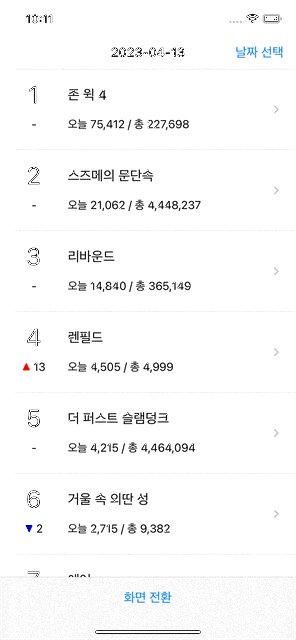 10:11
2023-04-13
날짜 선택
1
존 윅 4
-
오늘 75,412 / 총 227,698
2
스즈메의 문단속
-
오늘 21,062 / 총 4,448,237
3
리바운드
-
오늘 14,840 / 총 365,149
4
렌필드
▲ 13
오늘 4,505 / 총 4,999
5
더 퍼스트 슬램덩크
-
오늘 4,215 / 총 4,464,094
6
거울 속 외딴 성
▼ 2
오늘 2,715 / 총 9,382
7
화면 전환